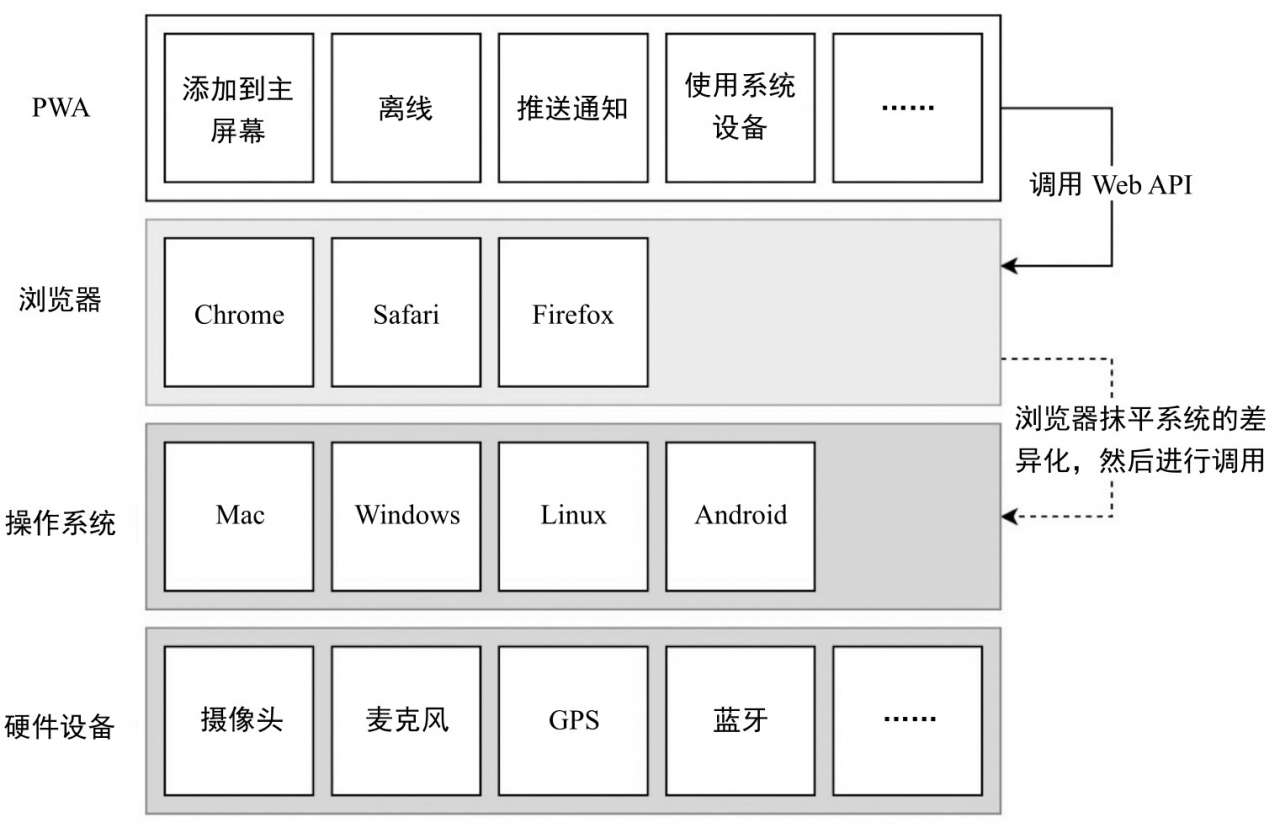 PWA
添加到主
屏幕
离线
推送通知
使用系统
设备
……
调用 Web API
浏览器
Chrome
Safari
Firefox
浏览器抹平系统的差
异化，然后进行调用
操作系统
Mac
Windows
Linux
Android
硬件设备
摄像头
麦克风
GPS
蓝牙
……